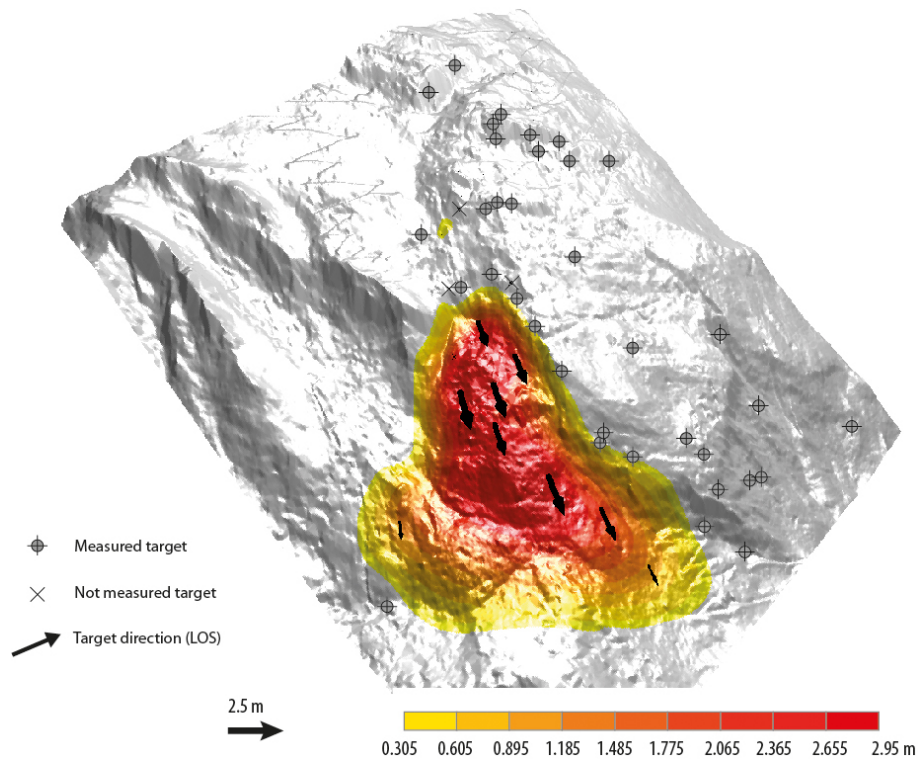 Measured target
Not measured target
Target direction (LOS)
2.5 m
0.305 0.605 0.895 1.185 1.485 1.775 2.065 2.365 2.655 2.95 m